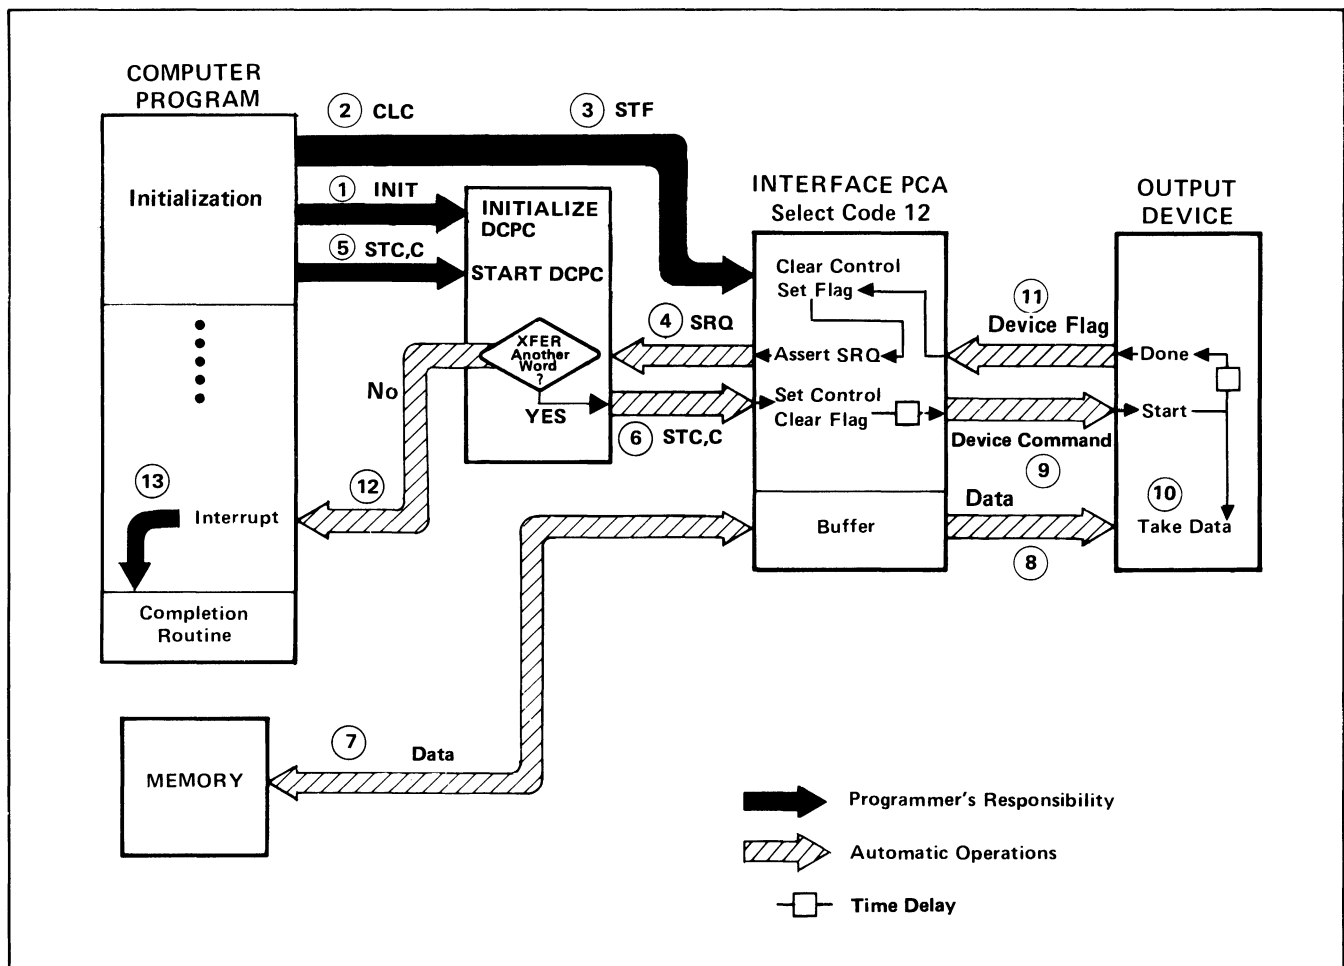 COMPUTER
PROGRAM
2 CLC
3 STF
Initialization
1 INIT
5 STC,C
INITIALIZE
DCPC
START DCPC
XFER
Another
Word
?
YES
No
4 SRQ
6 STC,C
INTERFACE PCA
Select Code 12
Clear Control
Set Flag
Assert SRQ
Set Control
Clear Flag
Buffer
OUTPUT
DEVICE
11
Device Flag
Done
Start
Device Command
9
Data
8
10
Take Data
12
13
Interrupt
Completion
Routine
7 Data
MEMORY
Programmer's Responsibility
Automatic Operations
Time Delay